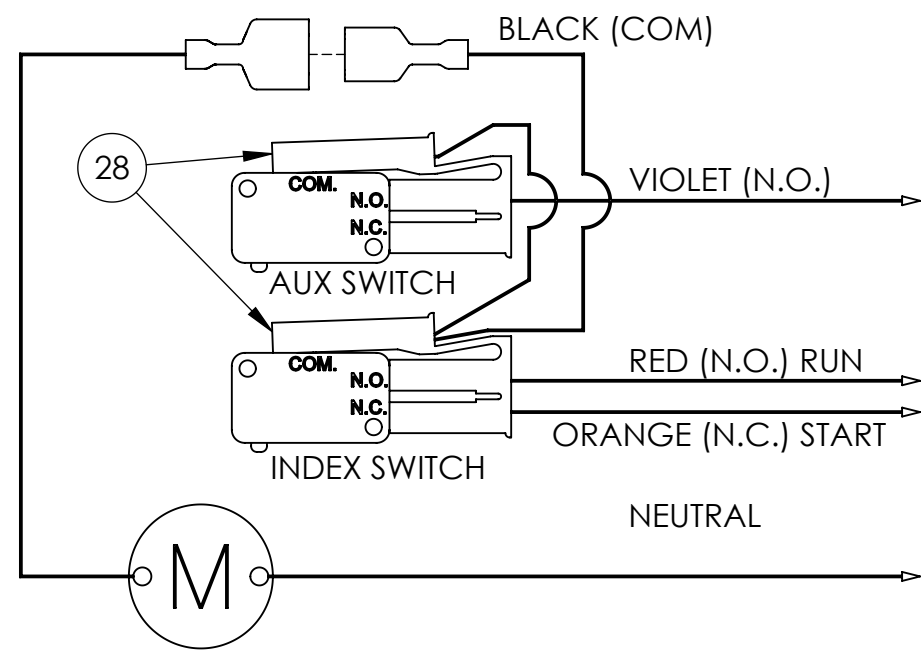 BLACK (COM)
28
VIOLET (N.O.)
COM.
N.O.
N.C.
AUX SWITCH
RED (N.O.) RUN
COM.
N.O.
N.C.
ORANGE (N.C.) START
INDEX SWITCH
NEUTRAL
M